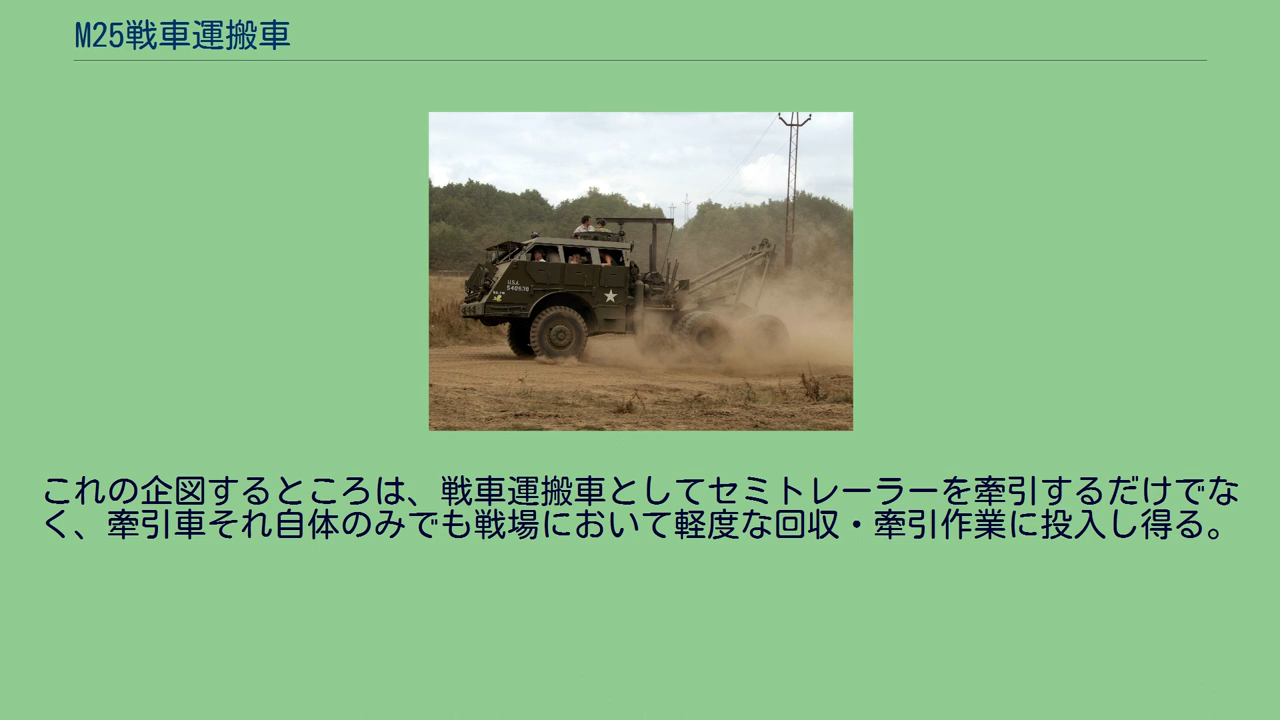 M25戦車運搬車
U.S.A.
540678
これの企図するところは、戦車運搬車としてセミトレーラーを牽引するだけでな
く、牽引車それ自体のみでも戦場において軽度な回収・牽引作業に投入し得る。